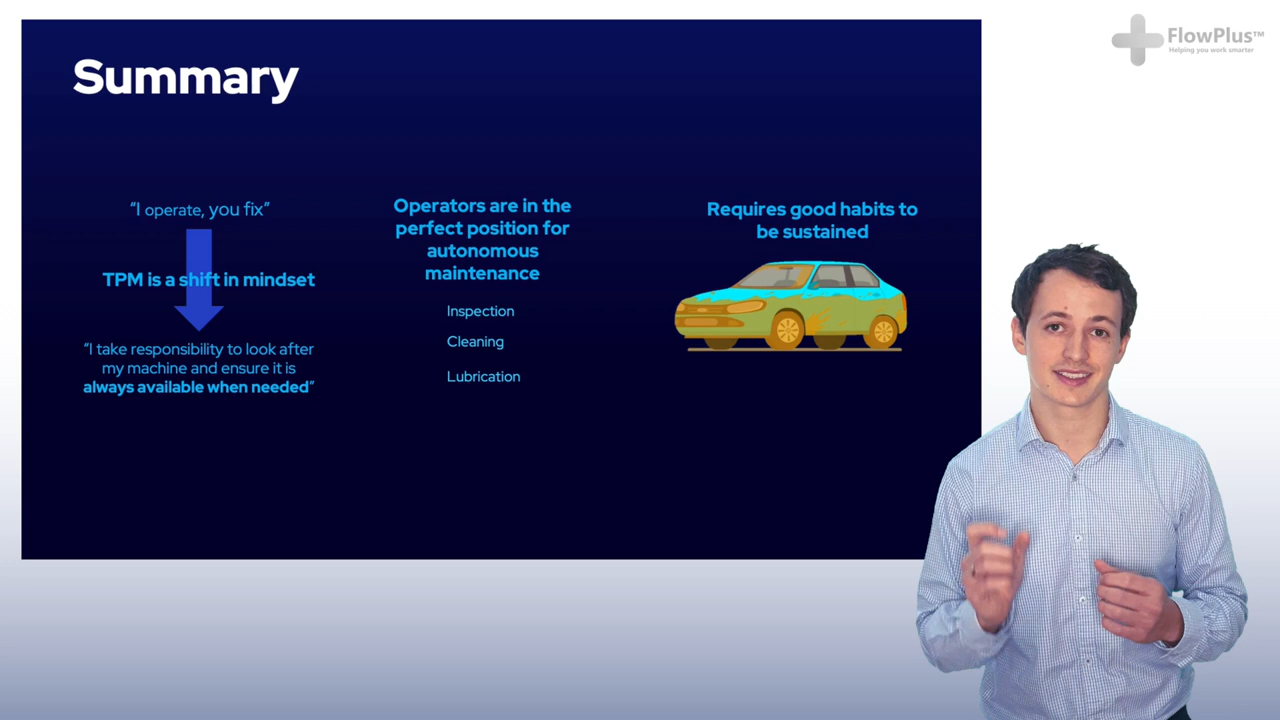 FlowPlus™
Helping you work smarter
Summary
“I operate, you fix”
TPM is a shift in mindset
“I take responsibility to look after
my machine and ensure it is
always available when needed”
Operators are in the
perfect position for
autonomous
maintenance
Inspection
Cleaning
Lubrication
Requires good habits to
be sustained